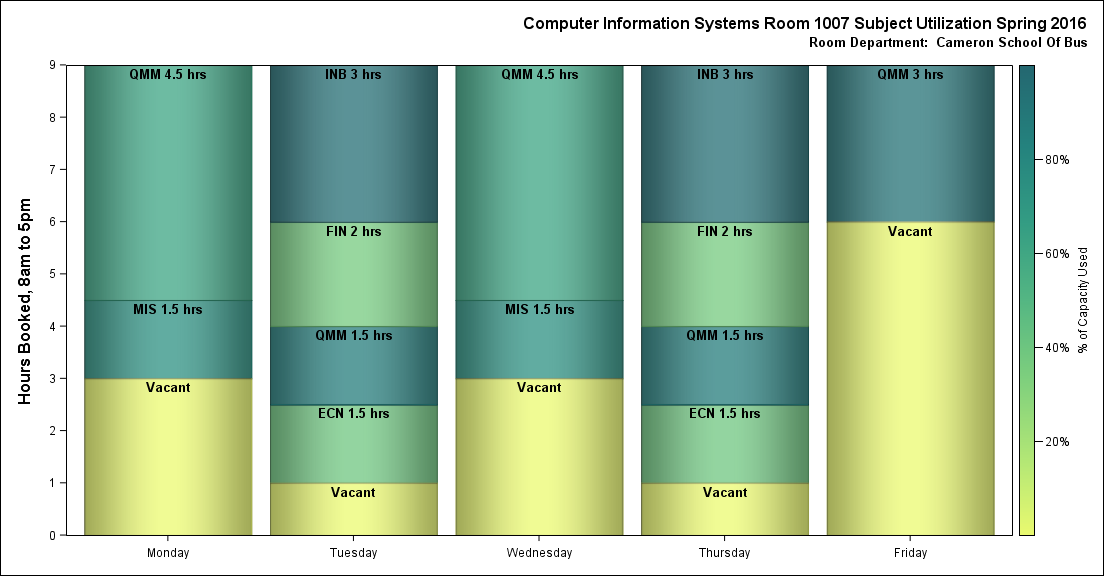 Computer Information Systems Room 1007 Subject Utilization Spring 2016
Room Department: Cameron School Of Bus
Hours Booked, 8am to 5pm
9
8
7
6
5
4
3
2
1
0
QMM 4.5 hrs
MIS 1.5 hrs
Vacant
INB 3 hrs
FIN 2 hrs
QMM 1.5 hrs
ECN 1.5 hrs
Vacant
QMM 4.5 hrs
MIS 1.5 hrs
Vacant
INB 3 hrs
FIN 2 hrs
QMM 1.5 hrs
ECN 1.5 hrs
Vacant
QMM 3 hrs
Vacant
Monday
Tuesday
Wednesday
Thursday
Friday
80%
60%
40%
20%
% of Capacity Used